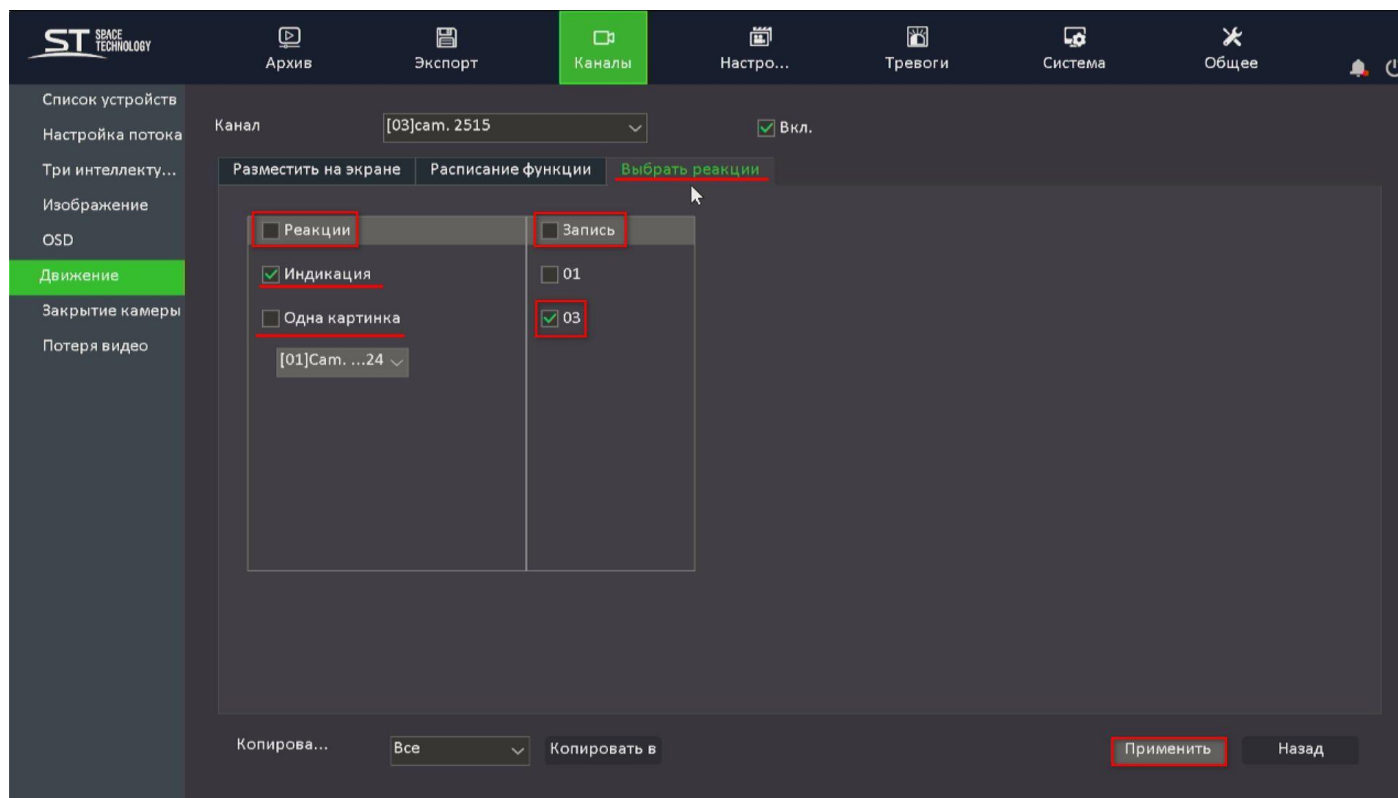 ST SPACE TECHNOLOGY
Архив
Экспорт
Каналы
Настро...
Тревоги
Система
Общее
Список устройств
Настройка потока
Три интеллекту...
Изображение
OSD
Движение
Закрытие камеры
Потеря видео
Канал
[03]cam. 2515
Вкл.
Разместить на экране
Расписание функции
Выбрать реакции
Реакции
Запись
Индикация
01
Одна картинка
03
[01]Cam. ...24
Копирова...
Все
Копировать в
Применить
Назад